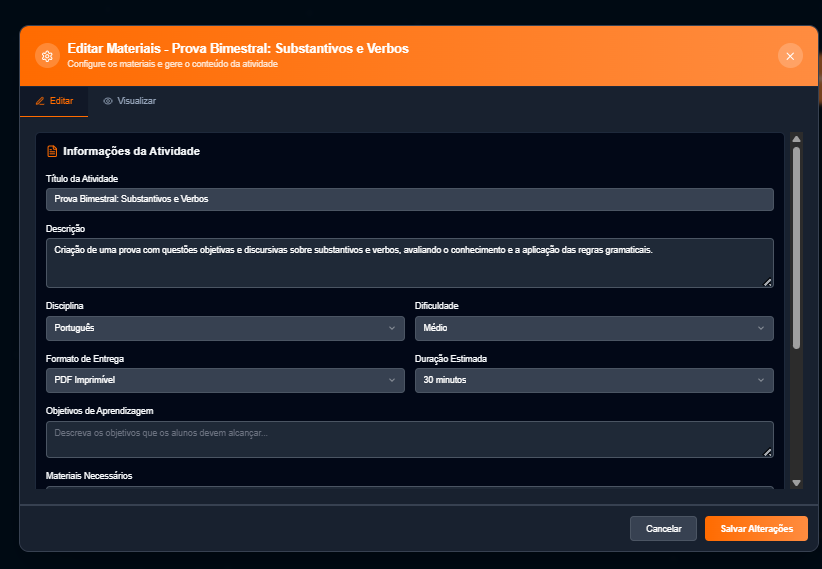 Editar Materiais - Prova Bimestral: Substantivos e Verbos
Configure os materiais e gere o conteúdo da atividade
Editar
Visualizar
Informações da Atividade
Título da Atividade
Prova Bimestral: Substantivos e Verbos
Descrição
Criação de uma prova com questões objetivas e discursivas sobre substantivos e verbos, avaliando o conhecimento e a aplicação das regras gramaticais.
Disciplina
Dificuldade
Português
Médio
Formato de Entrega
Duração Estimada
PDF Imprimível
30 minutos
Objetivos de Aprendizagem
Descreva os objetivos que os alunos devem alcançar...
Materiais Necessários
Cancelar
Salvar Alterações